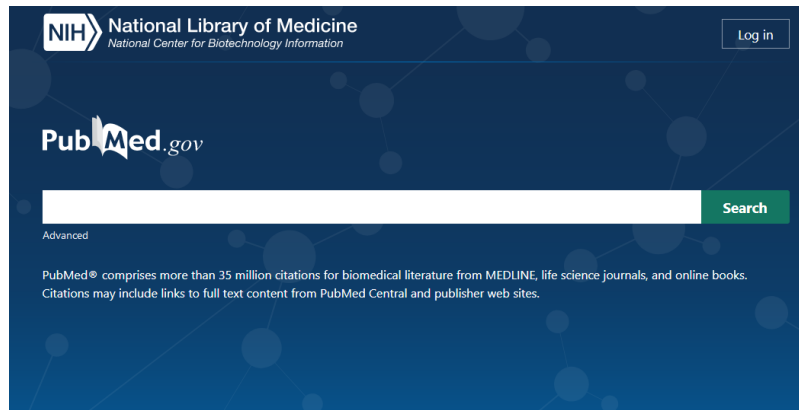 NIH National Library of Medicine
National Center for Biotechnology Information
Log in
PubMed.gov
Search
Advanced
PubMed® comprises more than 35 million citations for biomedical literature from MEDLINE, life science journals, and online books.
Citations may include links to full text content from PubMed Central and publisher web sites.